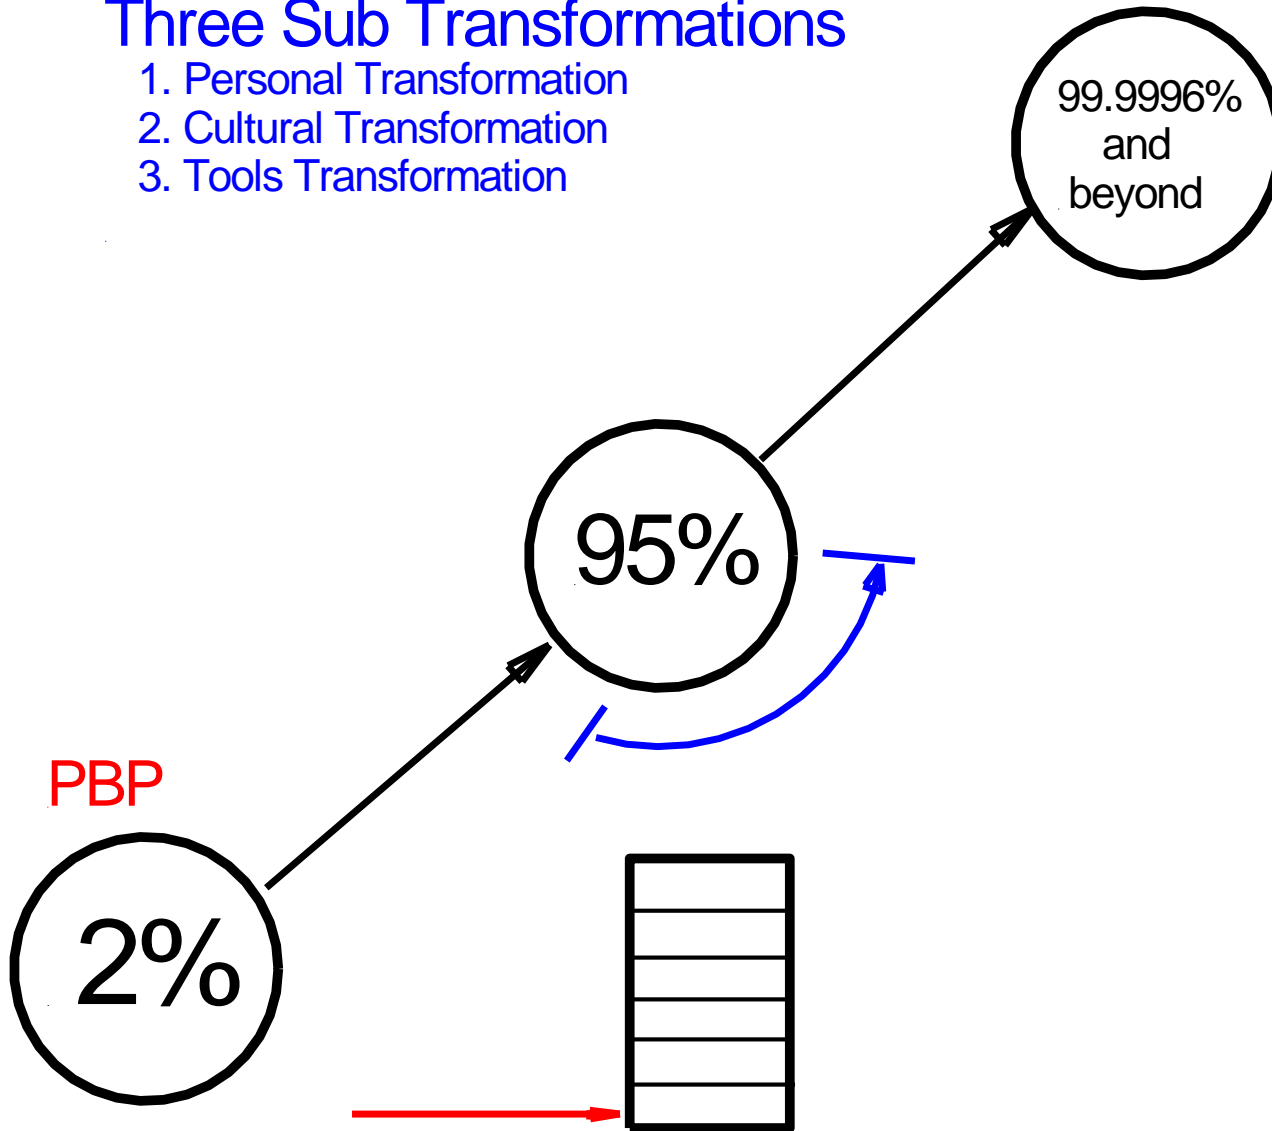 Three Sub Transformations
1. Personal Transformation
2. Cultural Transformation
3. Tools Transformation
99.9996%
and
beyond
95%
PBP
2%